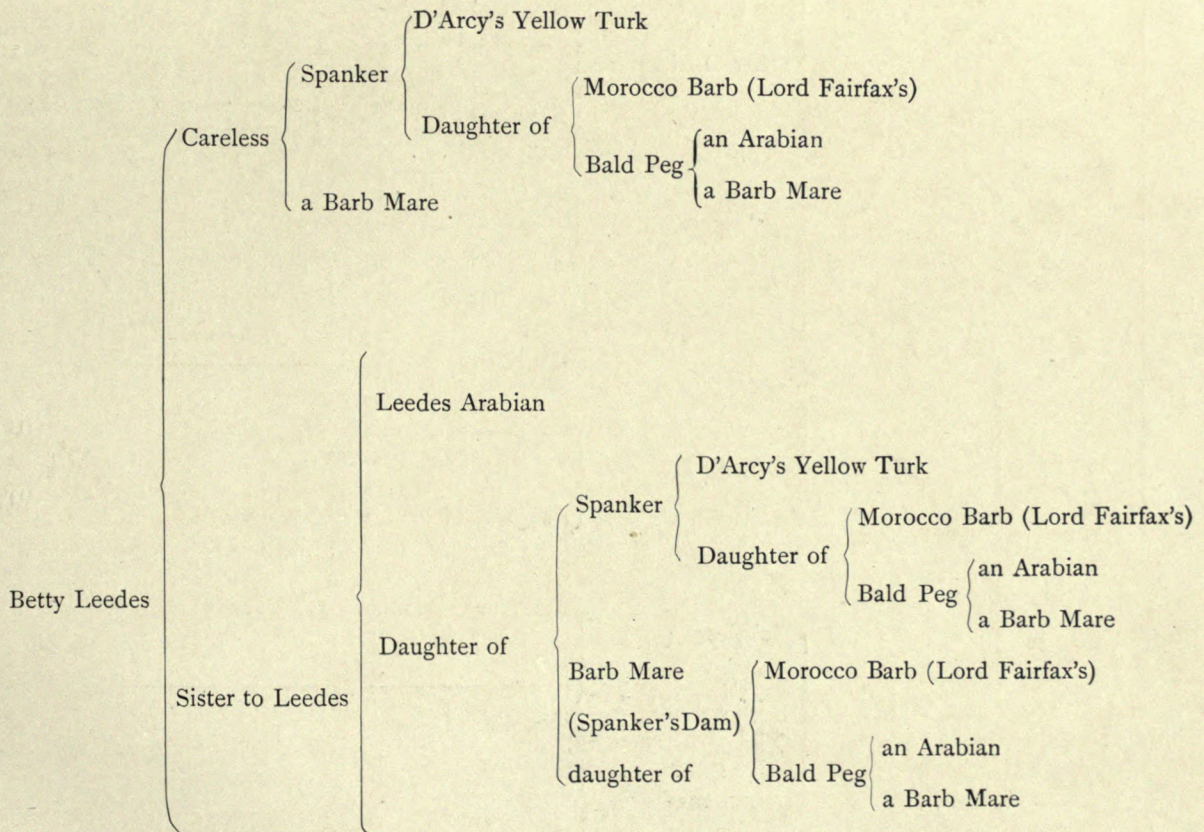 D'Arcy's Yellow Turk
Spanker
Morocco Barb (Lord Fairfax's)
Daughter of
Careless
an Arabian
Bald Peg
a Barb Mare
a Barb Mare
Leedes Arabian
D'Arcy's Yellow Turk
Spanker
Morocco Barb (Lord Fairfax's)
Daughter of
an Arabian
Bald Peg
Betty Leedes
a Barb Mare
Daughter of
Barb Mare
Morocco Barb (Lord Fairfax's)
Sister to Leedes
(Spanker's Dam)
an Arabian
daughter of
Bald Peg
a Barb Mare